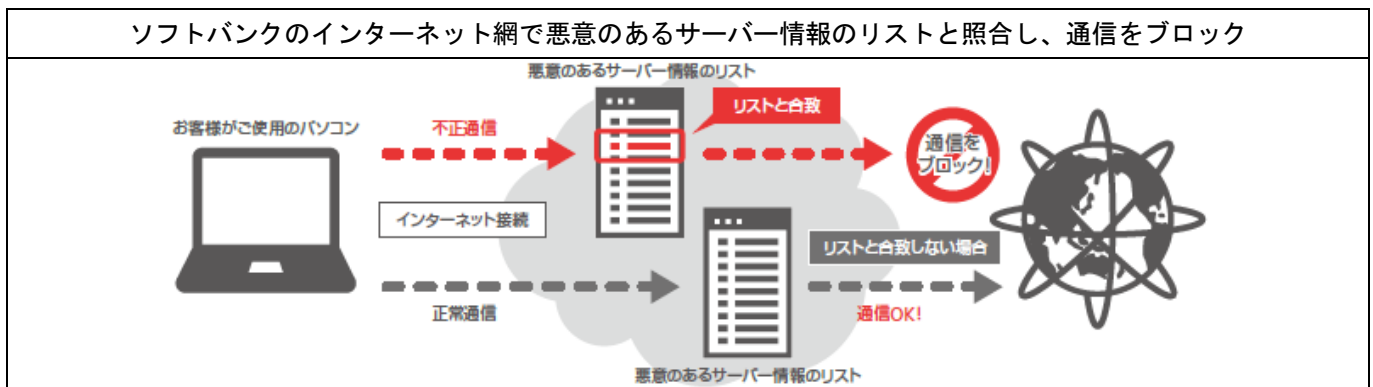 ソフトバンクのインターネット網で悪意のあるサーバー情報のリストと照合し、通信をブロック
悪意のあるサーバー情報のリスト
リストと合致
お客様がご使用のパソコン
不正通信
通信を
ブロック!
インターネット接続
リストと合致しない場合
正常通信
通信OK!
悪意のあるサーバー情報のリスト